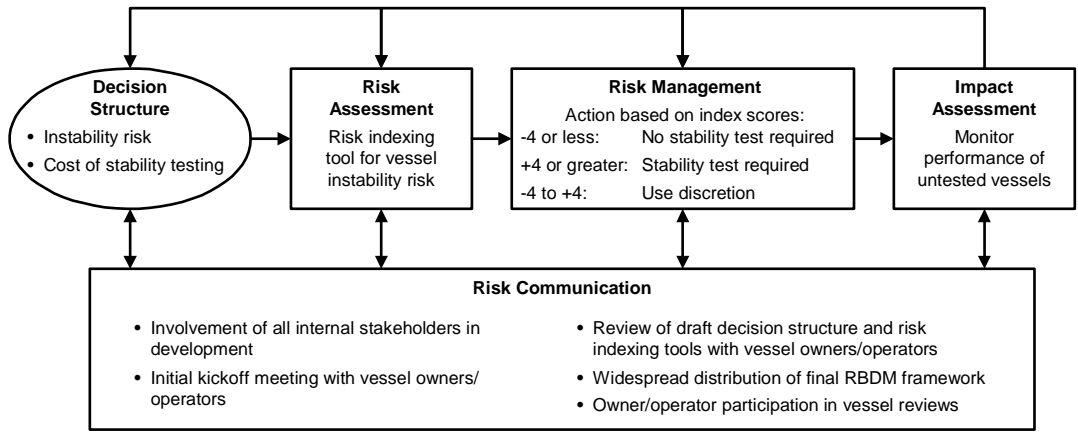 Decision
Structure
• Instability risk
• Cost of stability testing
Risk
Assessment
Risk indexing
tool for vessel
instability risk
Risk Management
Action based on index scores:
-4 or less: No stability test required
+4 or greater: Stability test required
-4 to +4: Use discretion
Impact
Assessment
Monitor
performance of
untested vessels
Risk Communication
• Involvement of all internal stakeholders in
development
• Initial kickoff meeting with vessel owners/
operators
• Review of draft decision structure and risk
indexing tools with vessel owners/operators
• Widespread distribution of final RBDM framework
• Owner/operator participation in vessel reviews